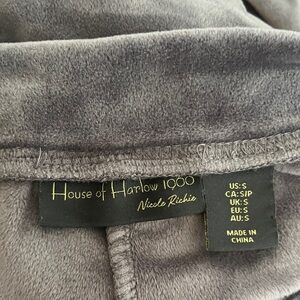 House of Harlow 1960
Nicole Richie
US:S
CA:S/P
UK:S
EU:S
AU:S
MADE IN
CHINA